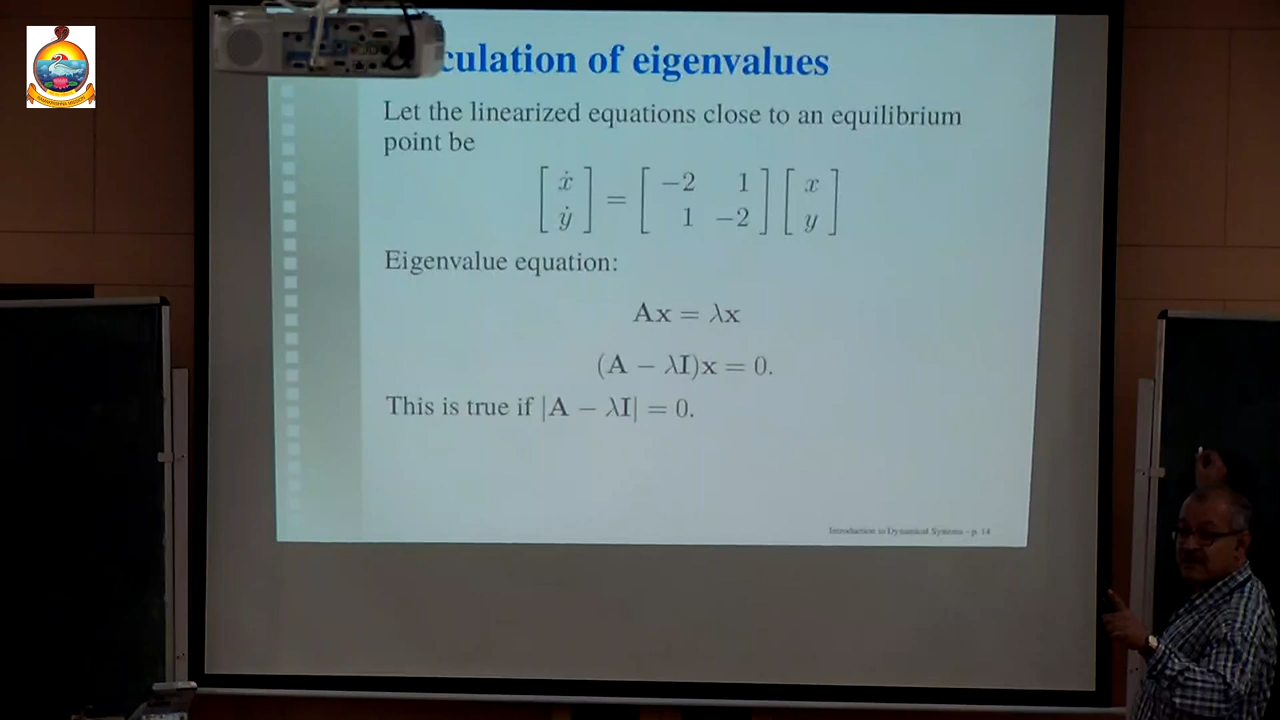 culation of eigenvalues
Let the linearized equations close to an equilibrium
point be
[ẋ ẏ] = [−2 1; 1 −2] [x y]
Eigenvalue equation:
Ax = λx
(A − λI)x = 0.
This is true if |A − λI| = 0.
Introduction to Dynamical Systems – p. 14